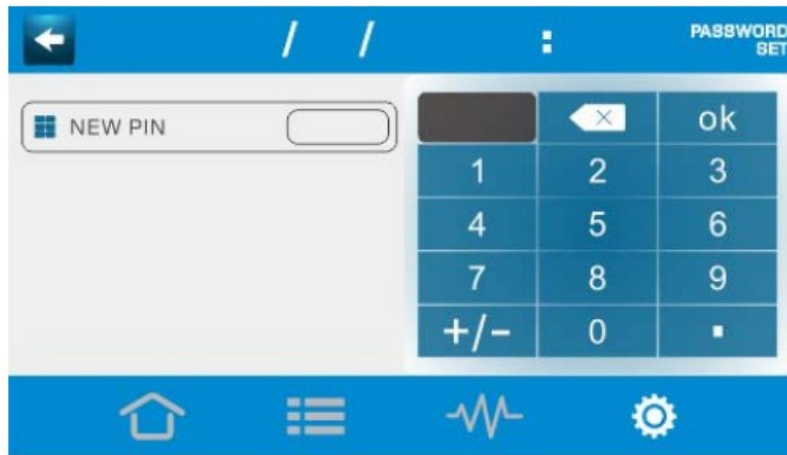 / / :
PASSWORD
SET
NEW PIN
ok
1 2 3
4 5 6
7 8 9
+/- 0 .